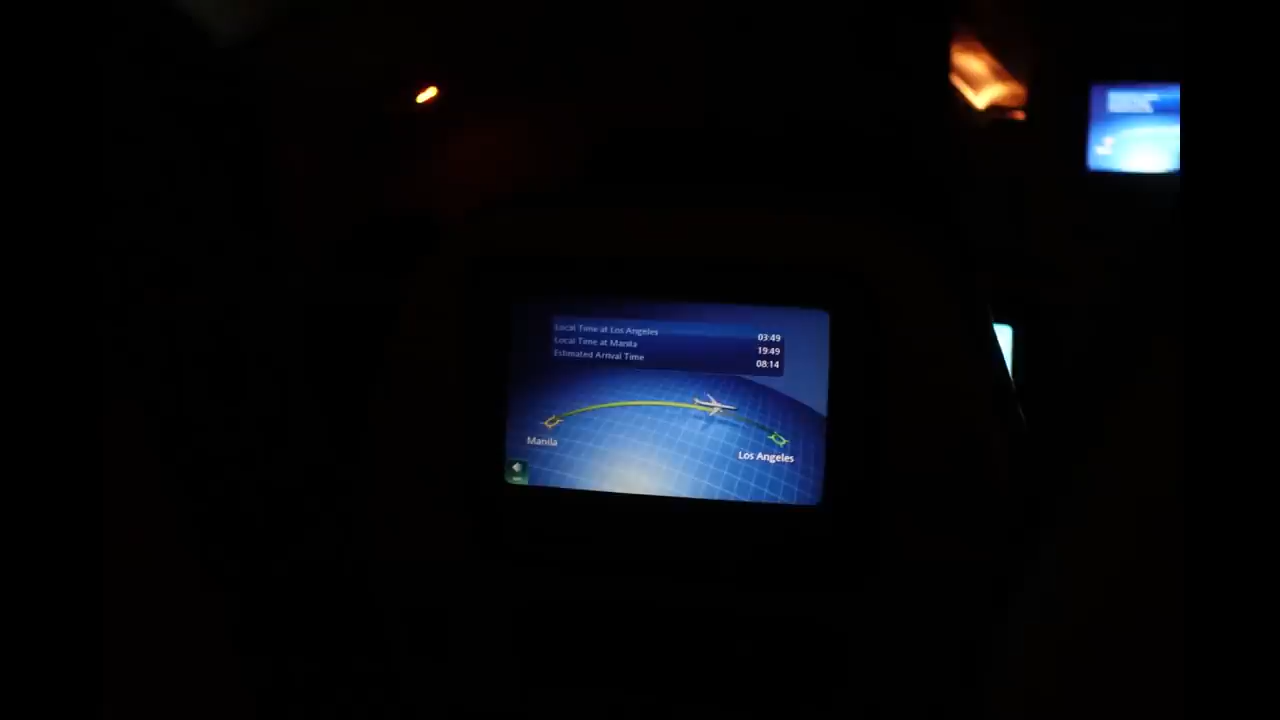 Local Time at Los Angeles 03:49
Local Time at Manila 19:49
Estimated Arrival Time 08:14
Manila
Los Angeles